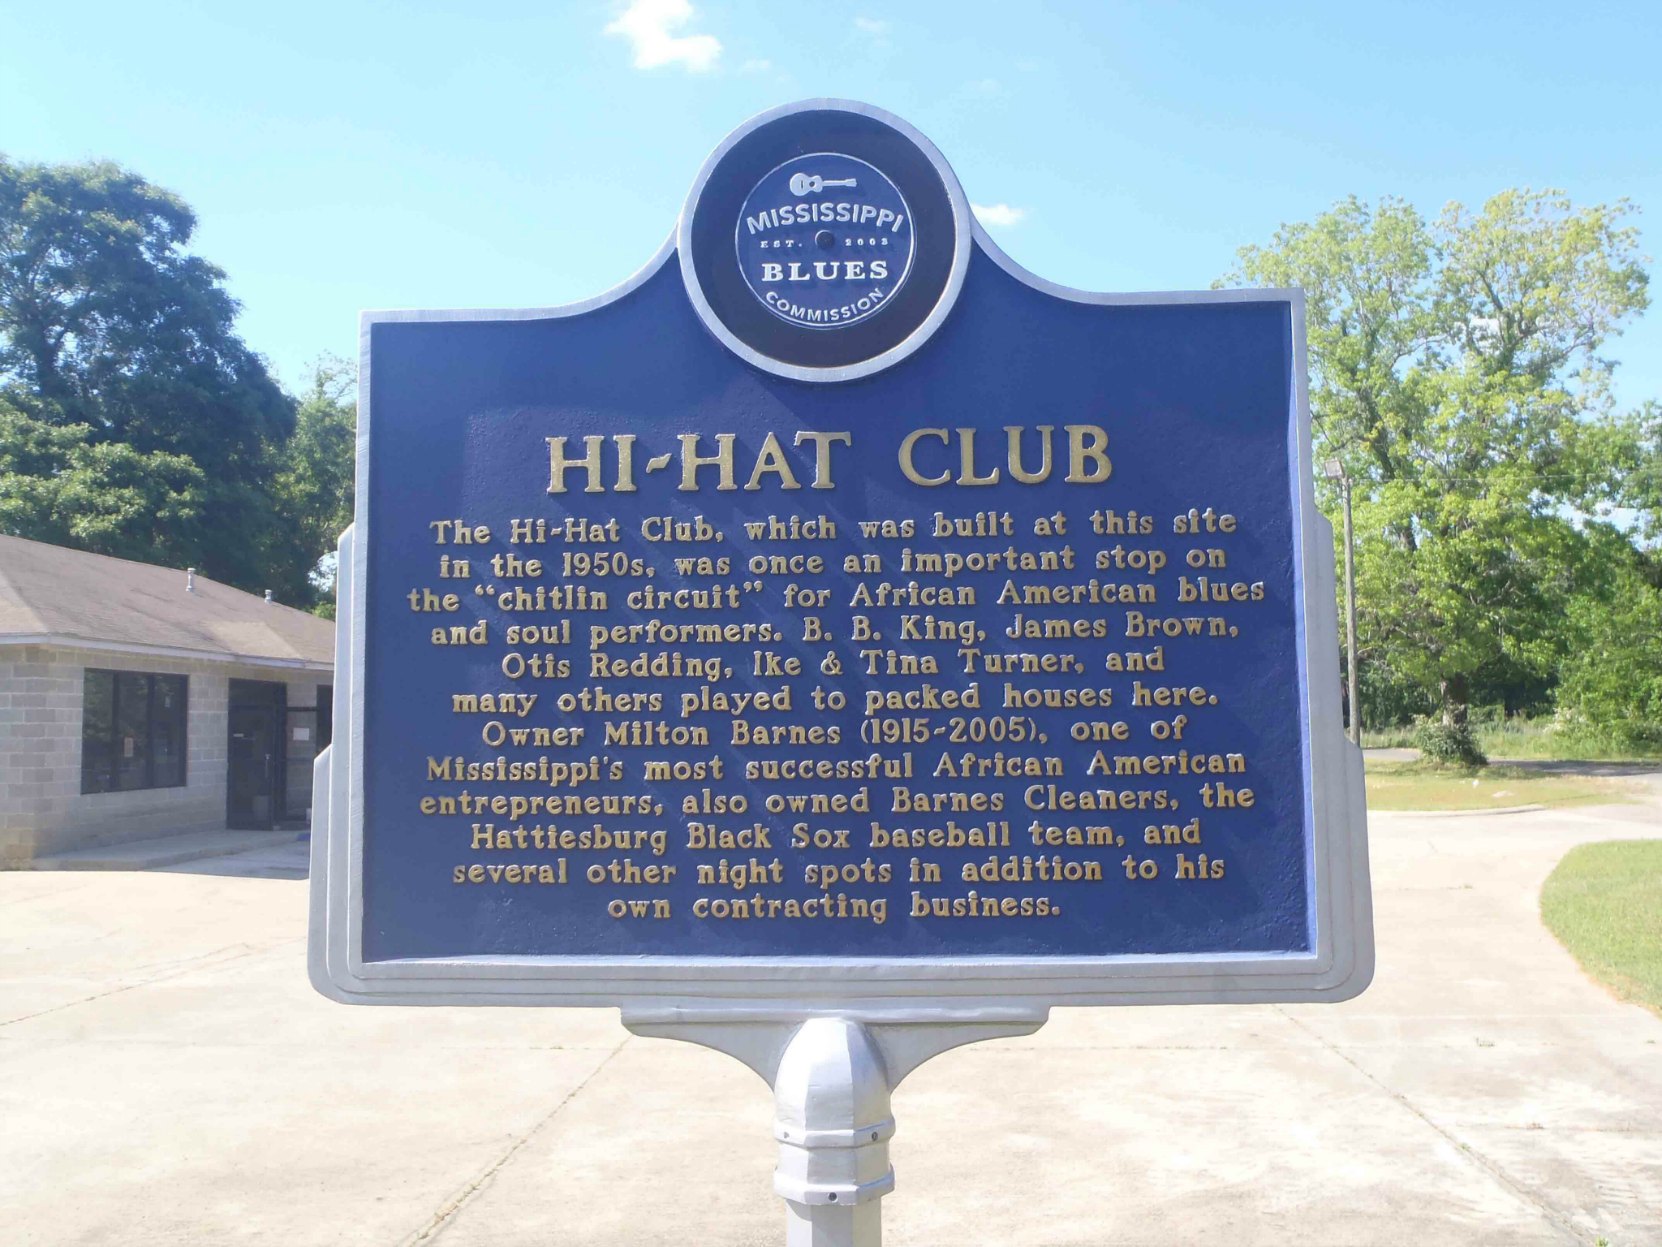 MISSISSIPPI
EST. 2003
BLUES
COMMISSION
HI-HAT CLUB
The Hi-Hat Club, which was built at this site
in the 1950s, was once an important stop on
the “chitlin circuit” for African American blues
and soul performers. B. B. King, James Brown,
Otis Redding, Ike & Tina Turner, and
many others played to packed houses here.
Owner Milton Barnes (1915-2005), one of
Mississippi's most successful African American
entrepreneurs, also owned Barnes Cleaners, the
Hattiesburg Black Sox baseball team, and
several other night spots in addition to his
own contracting business.